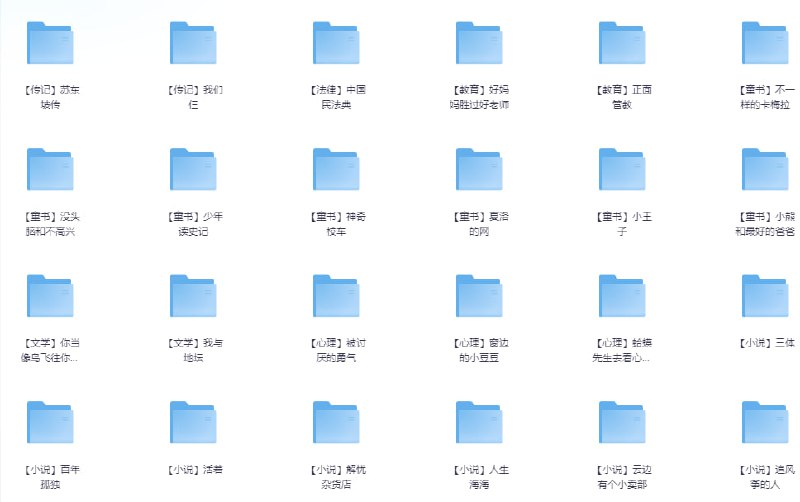 【传记】苏东
坡传
【传记】我们
仨
【法律】中国
民法典
【教育】好妈
妈胜过好老师
【教育】正面
管教
【童书】不一
样的卡梅拉
【童书】没头
脑和不高兴
【童书】少年
读史记
【童书】神奇
校车
【童书】夏洛
的网
【童书】小王
子
【童书】小熊
和最好的爸爸
【文学】你当
像鸟飞往你...
【文学】我与
地坛
【心理】被讨
厌的勇气
【心理】窗边
的小豆豆
【心理】蛤蟆
先生去看心...
【小说】三体
【小说】百年
孤独
【小说】活着
【小说】解忧
杂货店
【小说】人生
海海
【小说】云边
有个小卖部
【小说】追风
筝的人